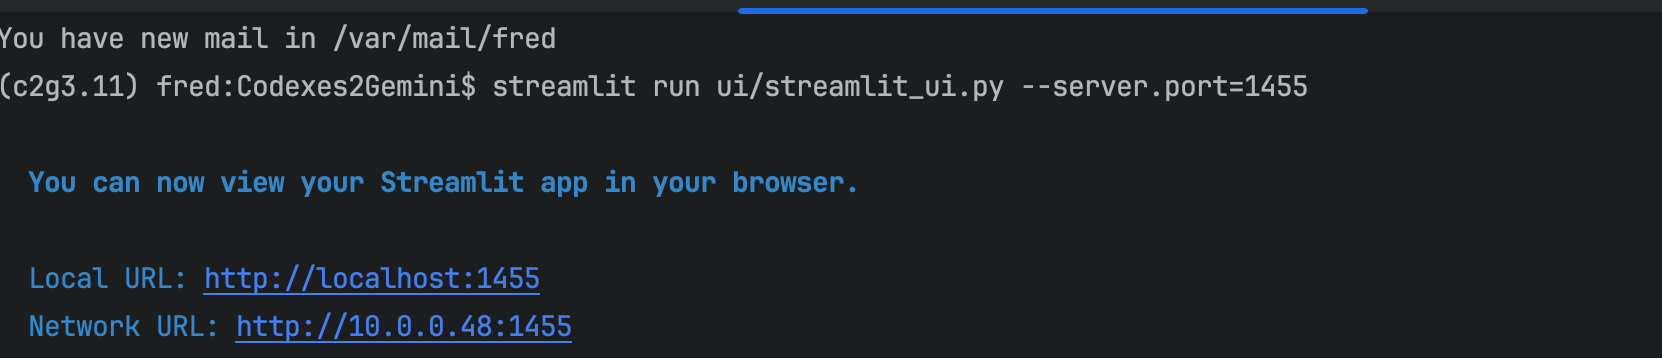 You have new mail in /var/mail/fred
(c2g3.11) fred:Codexes2Gemini$ streamlit run ui/streamlit_ui.py --server.port=1455
You can now view your Streamlit app in your browser.
Local URL: http://localhost:1455
Network URL: http://10.0.0.48:1455